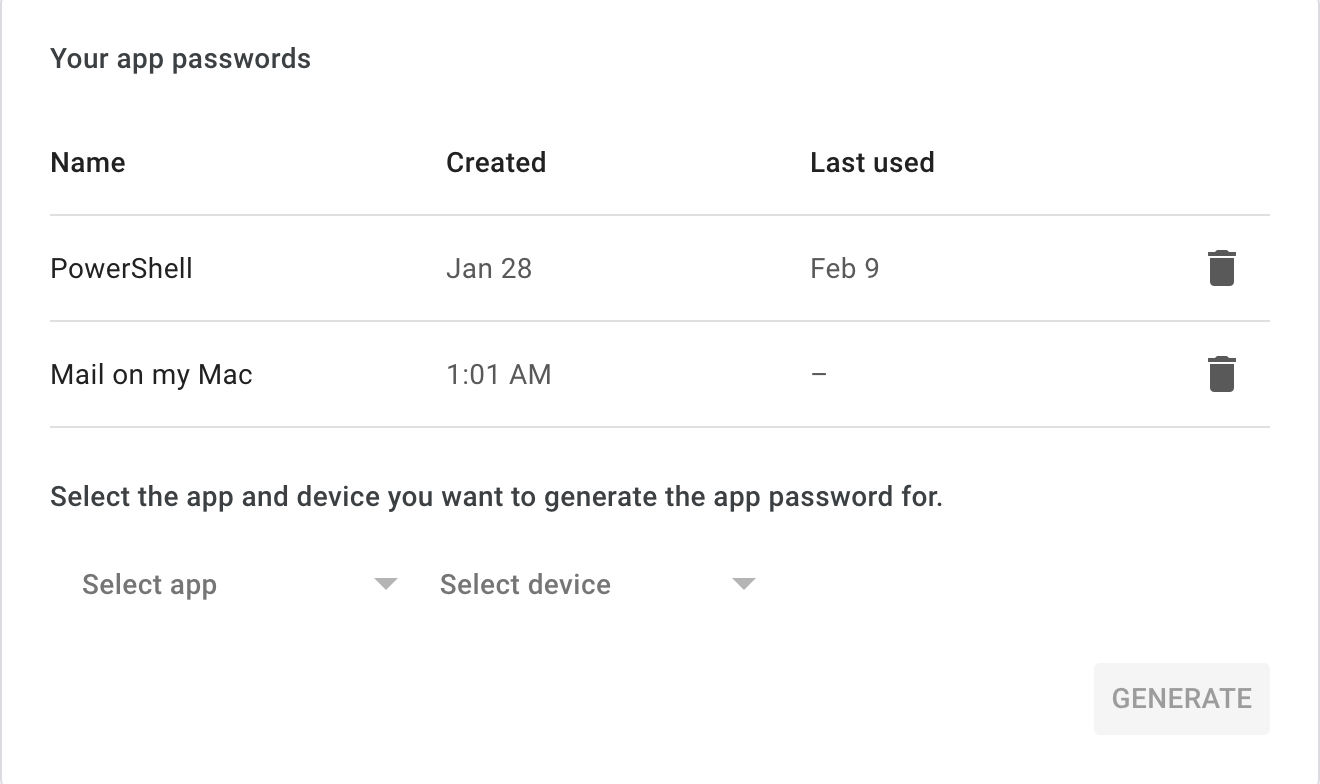 Your app passwords
Name Created Last used
PowerShell Jan 28 Feb 9
Mail on my Mac 1:01 AM –
Select the app and device you want to generate the app password for.
Select app Select device
GENERATE